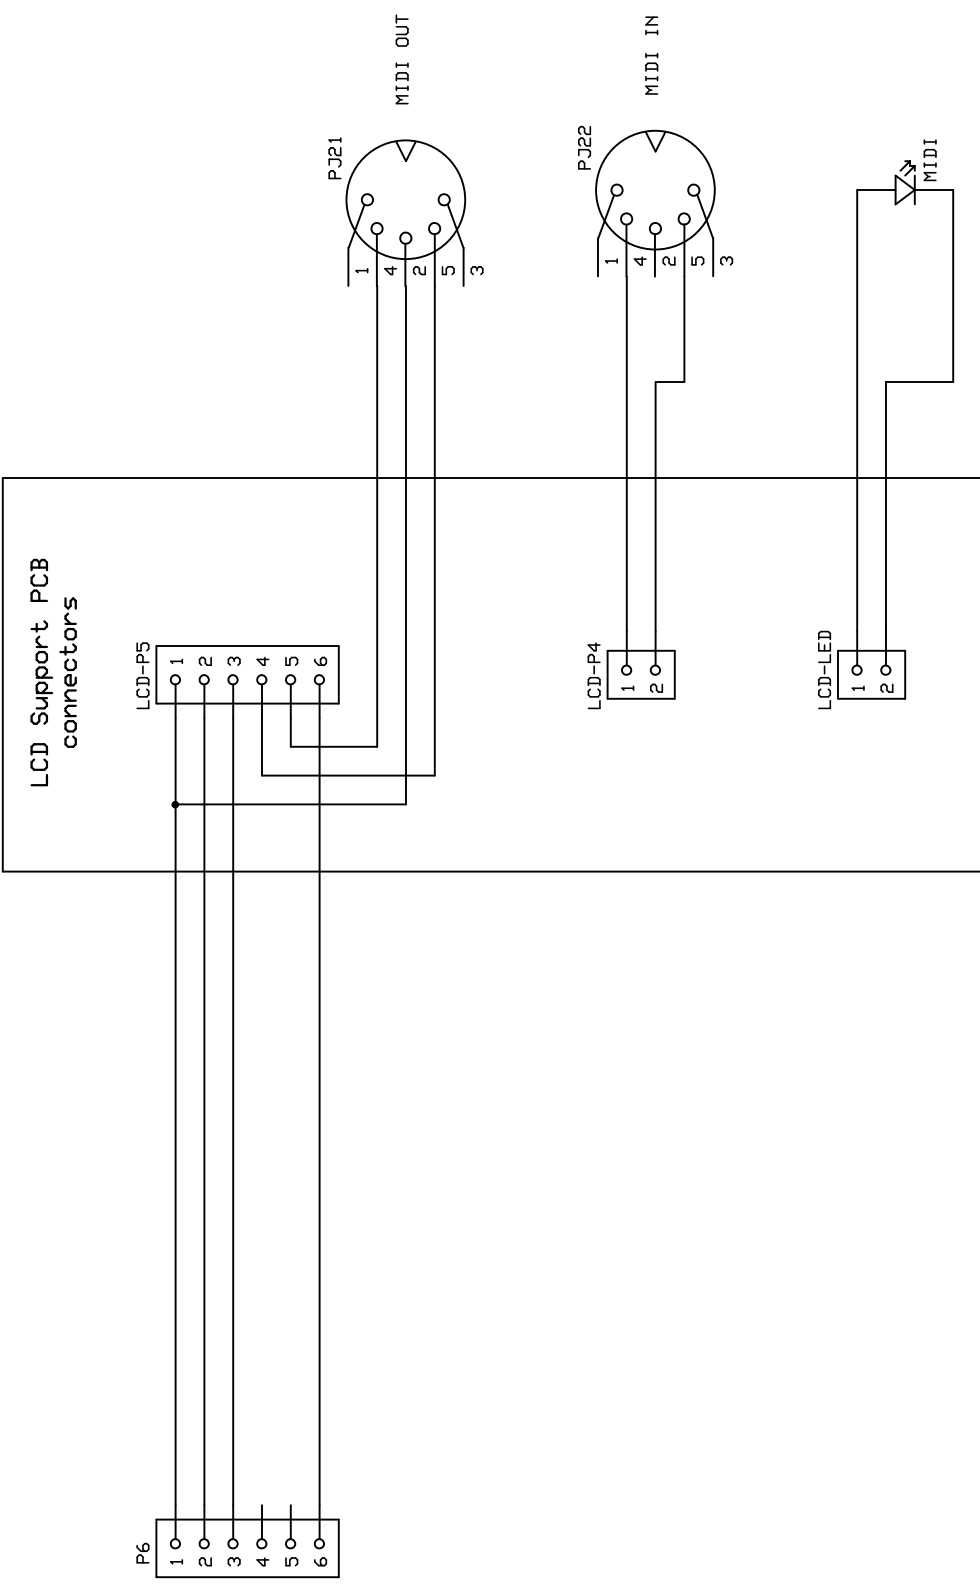 LCD Support PCB
connectors
P6
1
2
3
4
5
6
LCD-P5
1
2
3
4
5
6
PJ21
1
4
2
5
3
MIDI OUT
LCD-P4
1
2
PJ22
1
4
2
5
3
MIDI IN
LCD-LED
1
2
MIDI